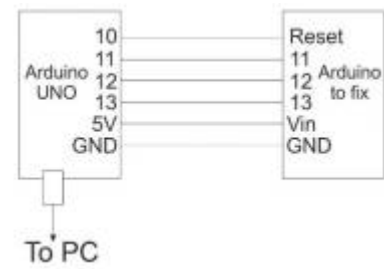 10 Reset
11 11
Arduino 12 12 Arduino
UNO 13 13 to fix
5V Vin
GND GND
To PC